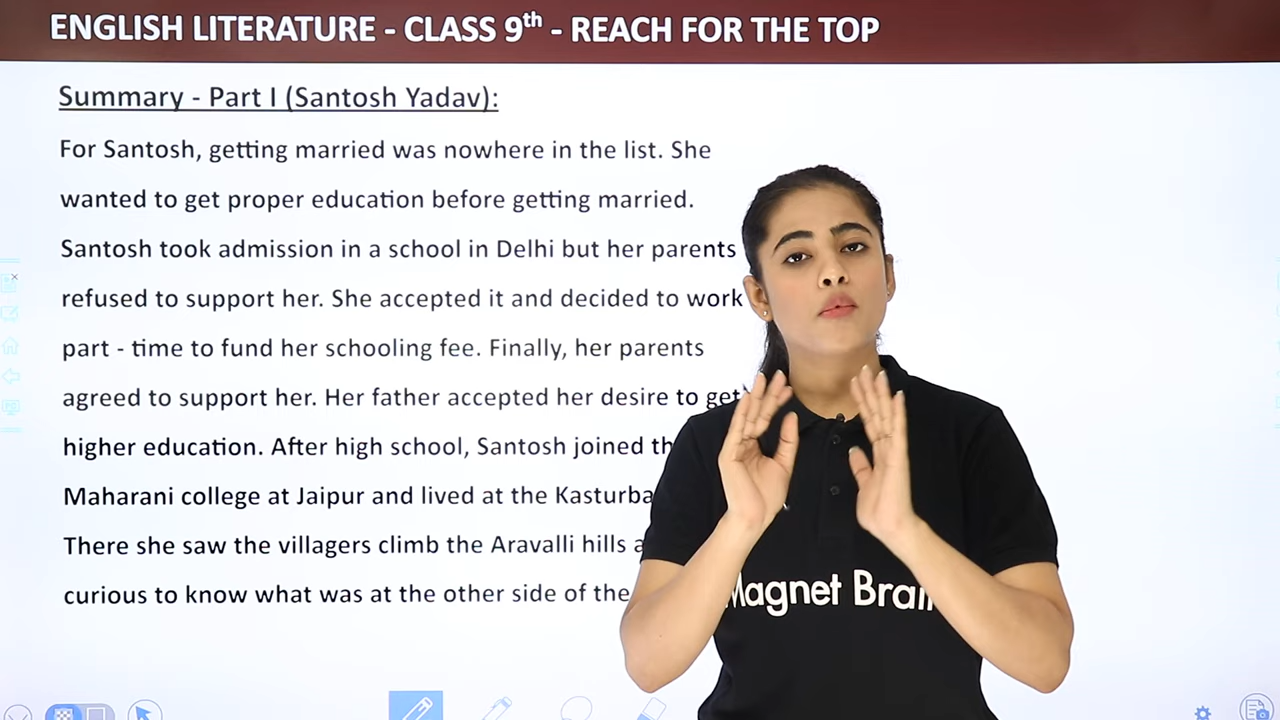 ENGLISH LITERATURE - CLASS 9th - REACH FOR THE TOP
Summary - Part I (Santosh Yadav):
For Santosh, getting married was nowhere in the list. She
wanted to get proper education before getting married.
Santosh took admission in a school in Delhi but her parents
refused to support her. She accepted it and decided to work
part - time to fund her schooling fee. Finally, her parents
agreed to support her. Her father accepted her desire to get
higher education. After high school, Santosh joined
Maharani college at Jaipur and lived at the Kasturba
There she saw the villagers climb the Aravalli hills
curious to know what was at the other side of the
Magnet